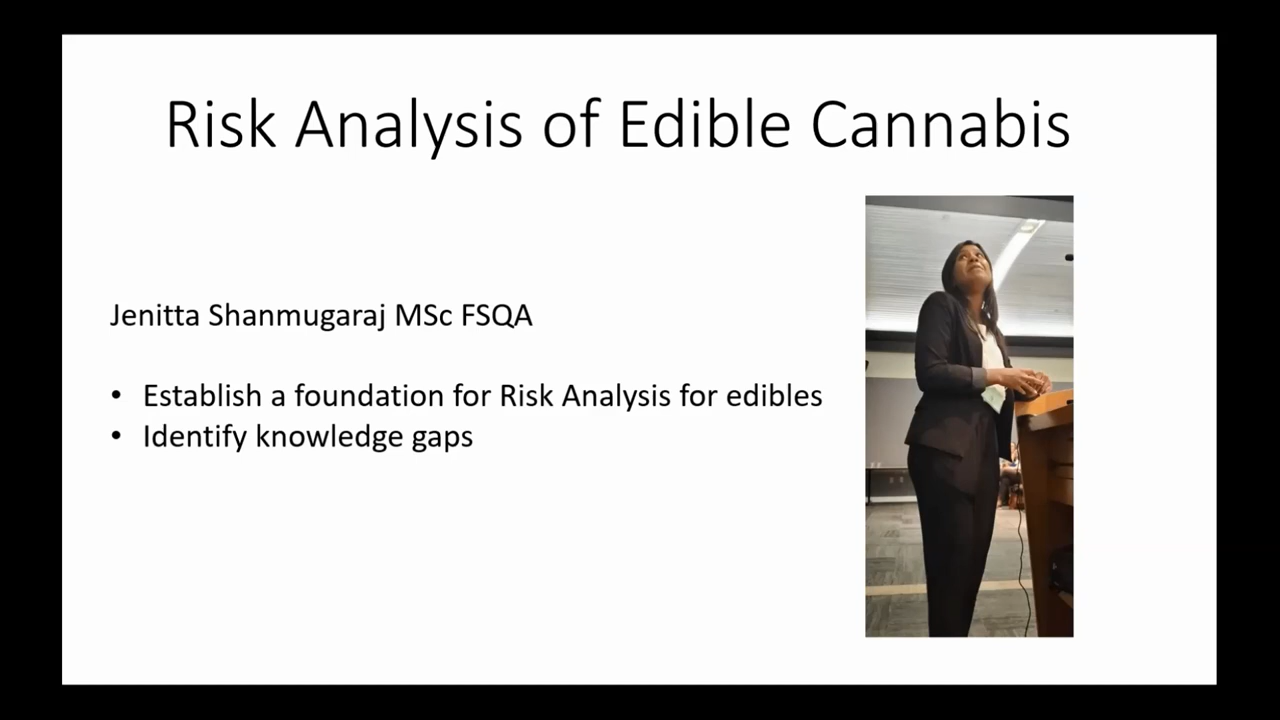 Risk Analysis of Edible Cannabis
Jenitta Shanmugaraj MSc FSQA
• Establish a foundation for Risk Analysis for edibles
• Identify knowledge gaps